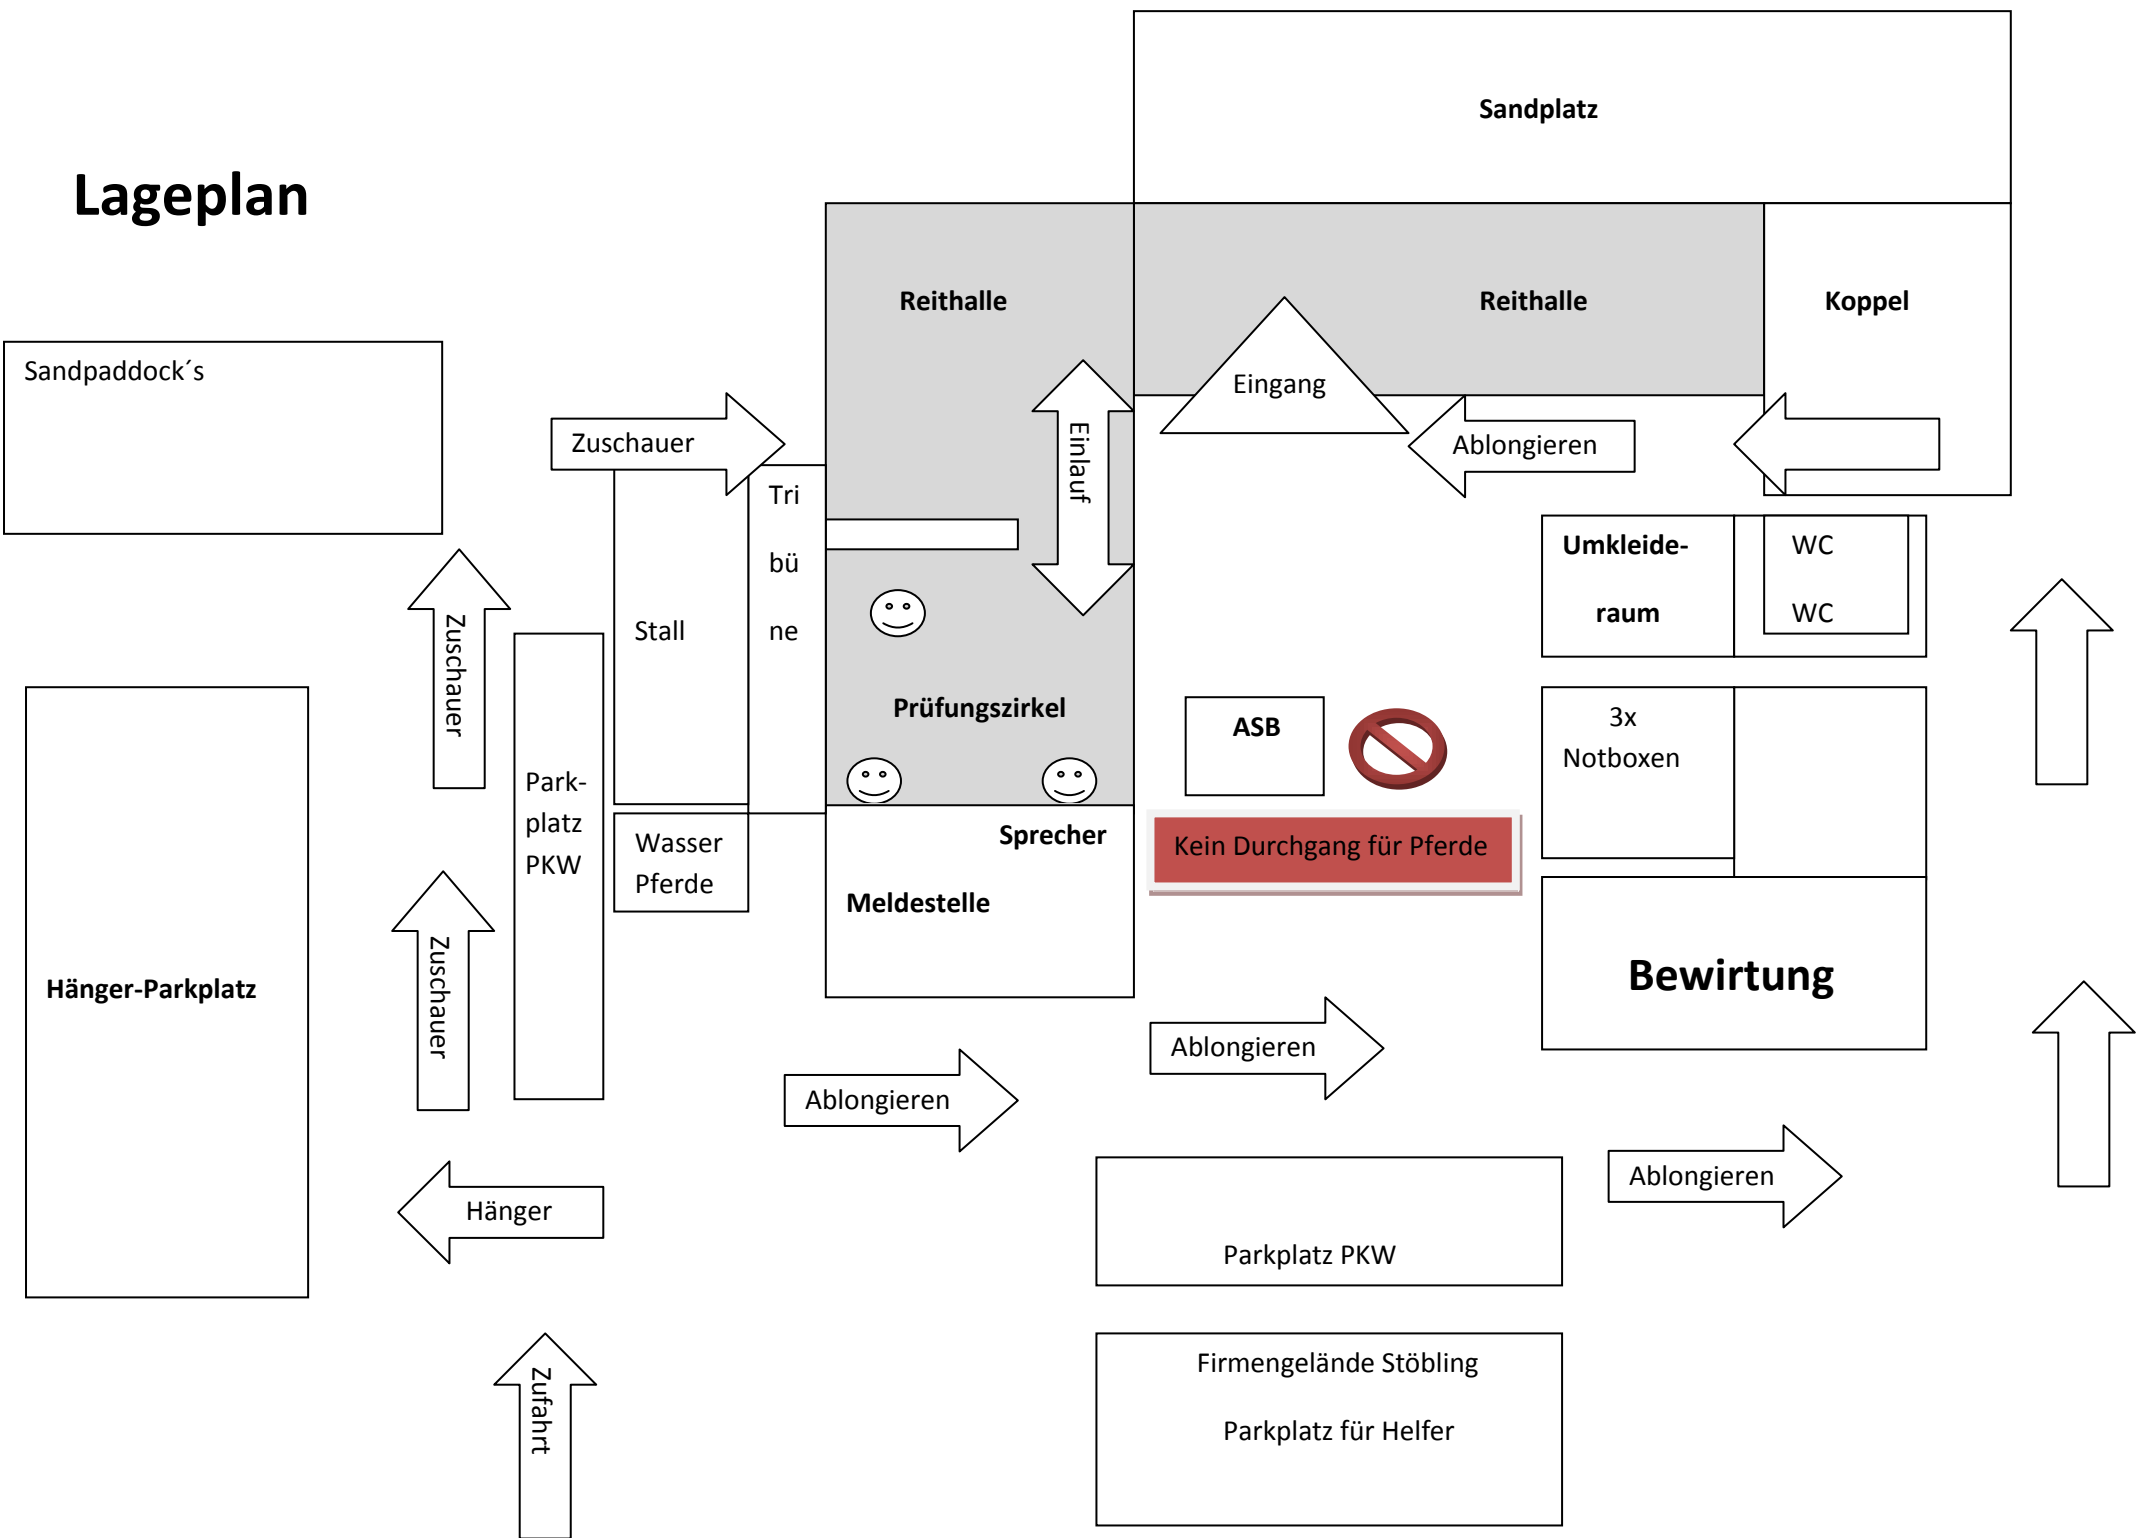 Sandplatz
Lageplan
Reithalle
Reithalle
Koppel
Sandpaddock´s
Eingang
Zuschauer
Einlauf
Ablongieren
Tri
bü
ne
Umkleide-
raum
WC
WC
Zuschauer
Stall
Prüfungszirkel
ASB
3x
Notboxen
Park-
platz
PKW
Wasser
Pferde
Sprecher
Kein Durchgang für Pferde
Meldestelle
Zuschauer
Hänger-Parkplatz
Bewirtung
Ablongieren
Ablongieren
Ablongieren
Hänger
Parkplatz PKW
Zufahrt
Firmengelände Stöbling
Parkplatz für Helfer